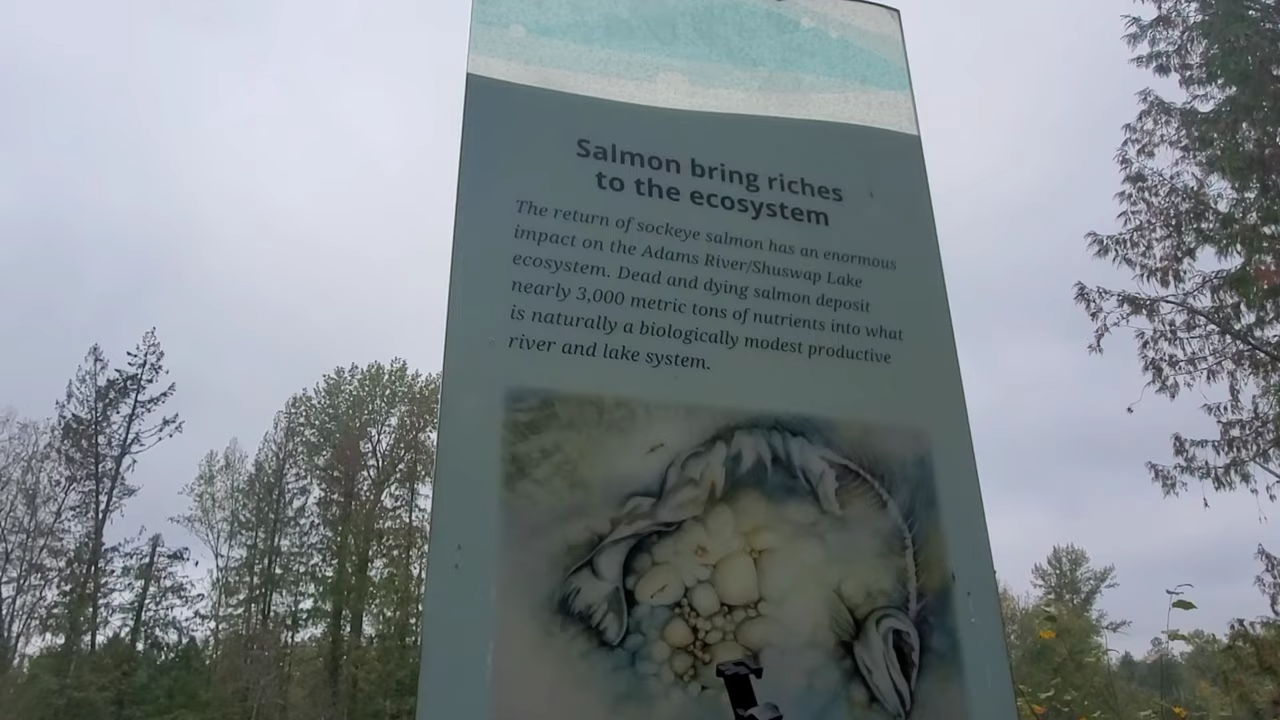 Salmon bring riches
to the ecosystem
The return of sockeye salmon has an enormous
impact on the Adams River/Shuswap Lake
ecosystem. Dead and dying salmon deposit
nearly 3,000 metric tons of nutrients into what
is naturally a biologically modest productive
river and lake system.